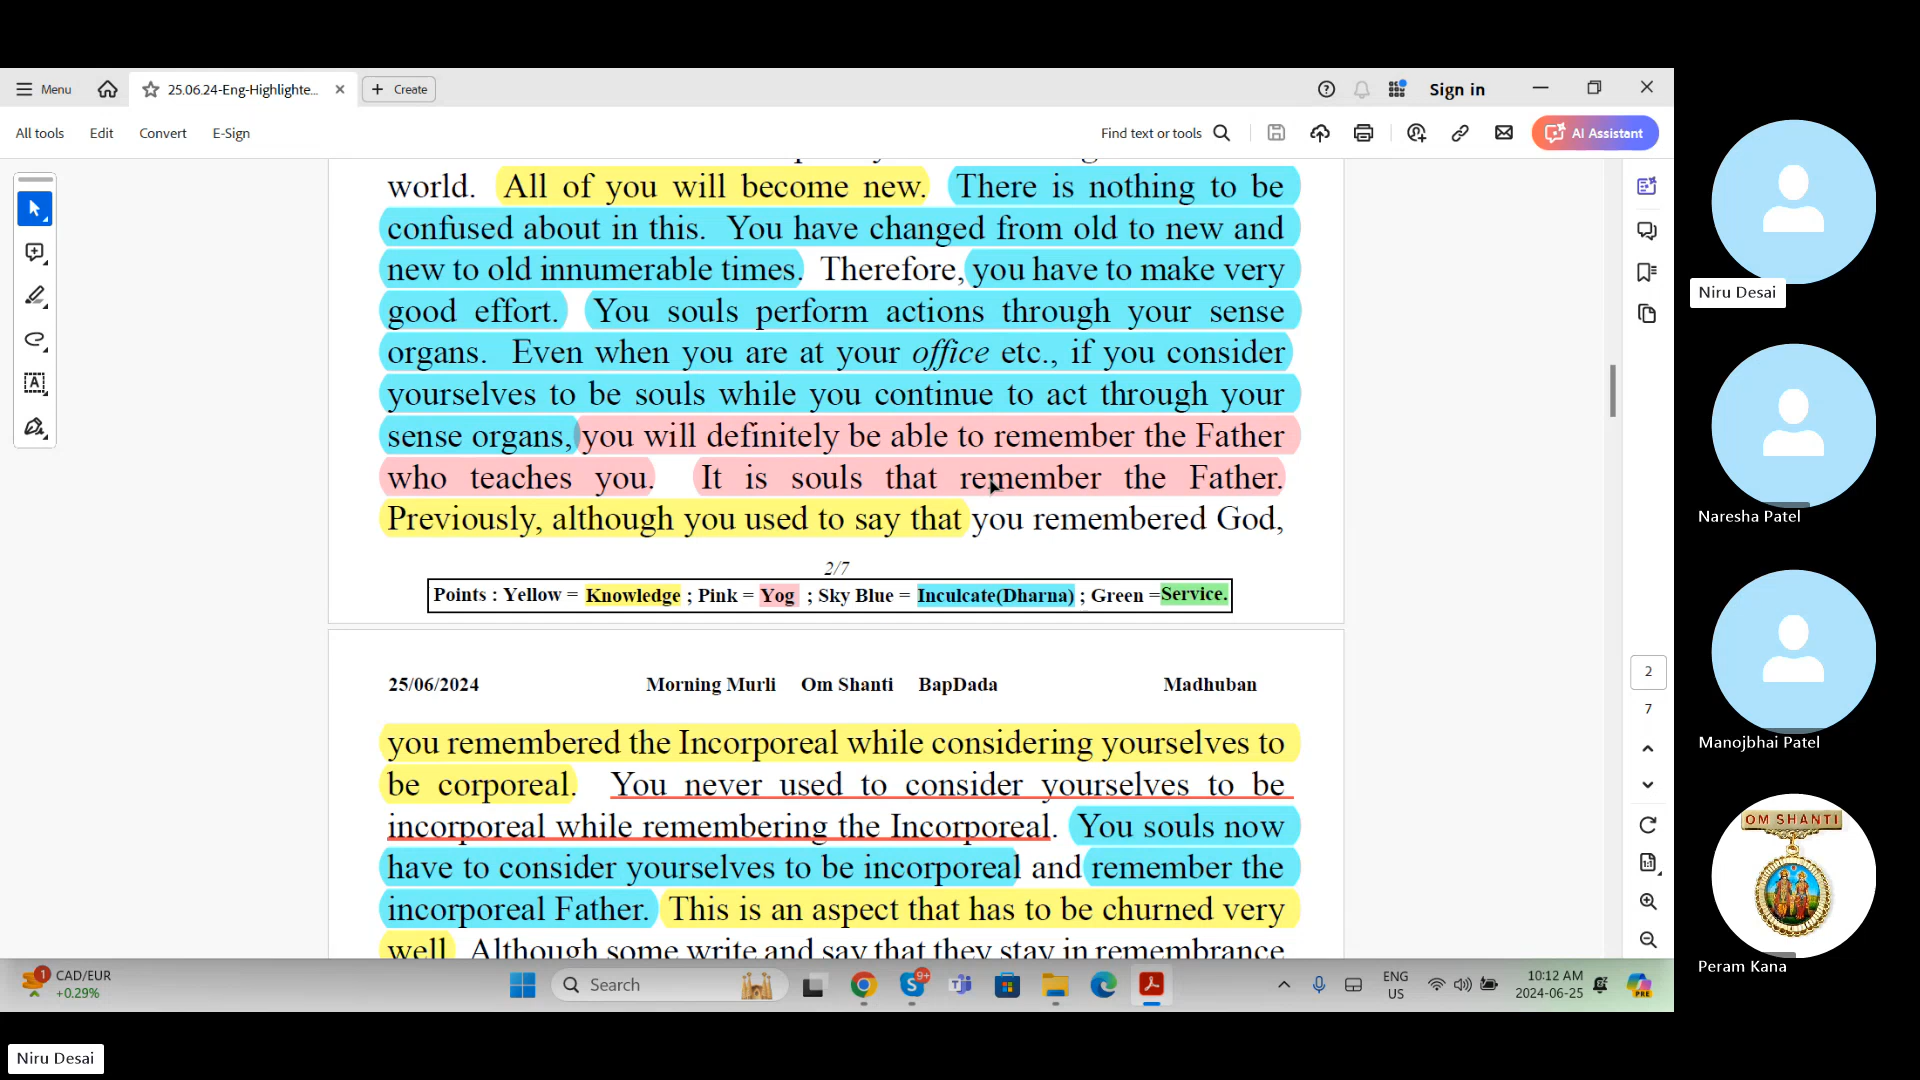 Menu
25.06.24-Eng-Highlighte...
Create
Sign in
All tools
Edit
Convert
E-Sign
Find text or tools
AI Assistant
world. All of you will become new. There is nothing to be
confused about in this. You have changed from old to new and
new to old innumerable times. Therefore, you have to make very
good effort. You souls perform actions through your sense
organs. Even when you are at your office etc., if you consider
yourselves to be souls while you continue to act through your
sense organs, you will definitely be able to remember the Father
who teaches you. It is souls that remember the Father.
Previously, although you used to say that you remembered God,
2/7
Points : Yellow = Knowledge ; Pink = Yog ; Sky Blue = Inculcate(Dharna) ; Green =Service.
25/06/2024 Morning Murli Om Shanti BapDada Madhuban
you remembered the Incorporeal while considering yourselves to
be corporeal. You never used to consider yourselves to be
incorporeal while remembering the Incorporeal. You souls now
have to consider yourselves to be incorporeal and remember the
incorporeal Father. This is an aspect that has to be churned very
well. Although some write and say that they stay in remembrance
2
7
1:1
Niru Desai
Naresha Patel
Manojbhai Patel
OM SHANTI
Peram Kana
1
CAD/EUR
+0.29%
Search
9+
ENG
US
10:12 AM
2024-06-25
PRE
Niru Desai